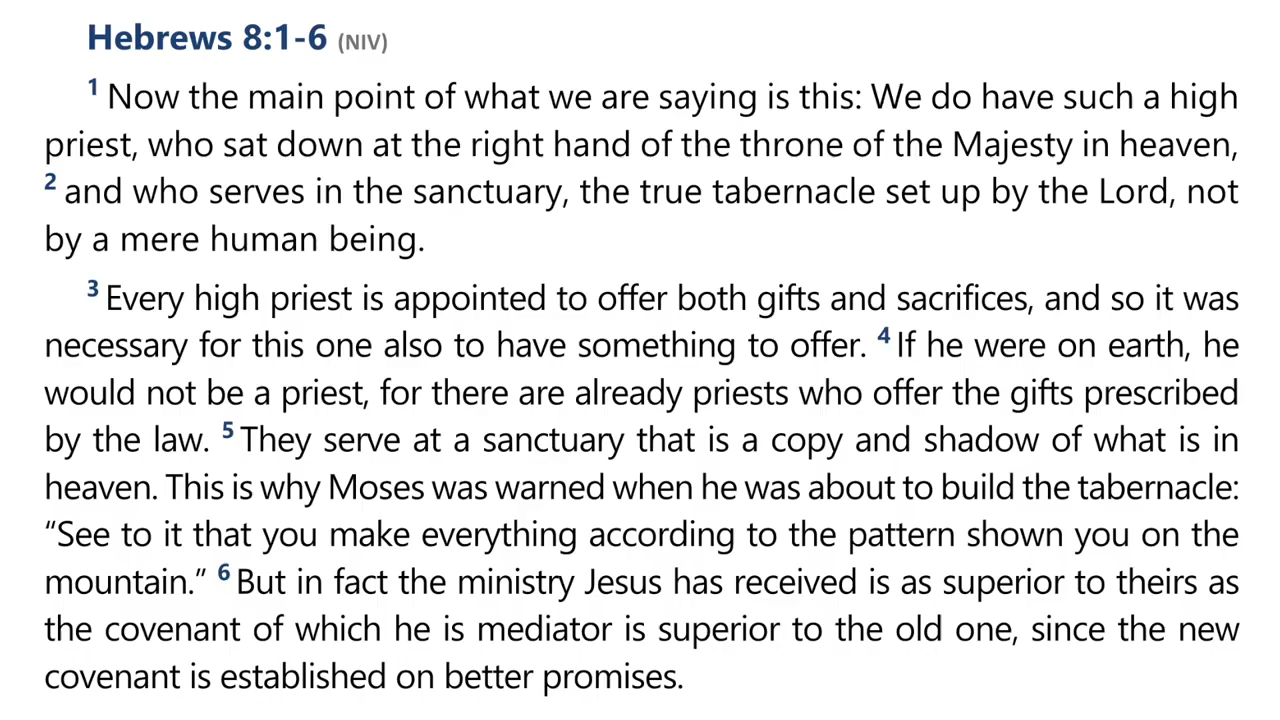 Hebrews 8:1-6 (NIV)
1 Now the main point of what we are saying is this: We do have such a high
priest, who sat down at the right hand of the throne of the Majesty in heaven,
2 and who serves in the sanctuary, the true tabernacle set up by the Lord, not
by a mere human being.
3 Every high priest is appointed to offer both gifts and sacrifices, and so it was
necessary for this one also to have something to offer. 4 If he were on earth, he
would not be a priest, for there are already priests who offer the gifts prescribed
by the law. 5 They serve at a sanctuary that is a copy and shadow of what is in
heaven. This is why Moses was warned when he was about to build the tabernacle:
“See to it that you make everything according to the pattern shown you on the
mountain.” 6 But in fact the ministry Jesus has received is as superior to theirs as
the covenant of which he is mediator is superior to the old one, since the new
covenant is established on better promises.